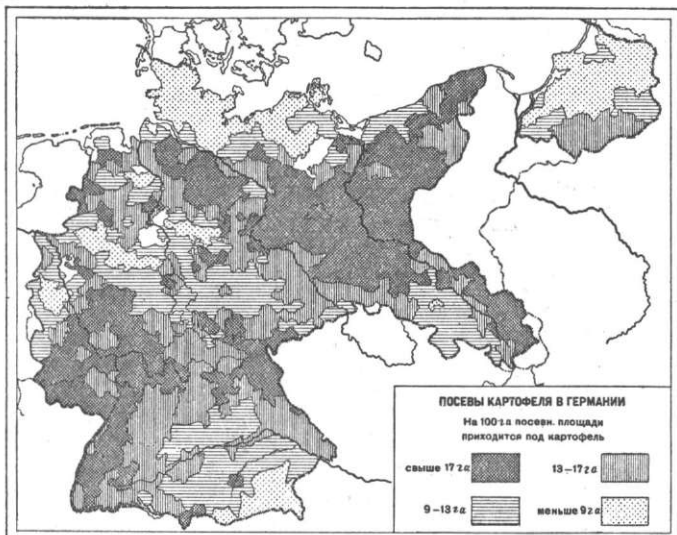 ПОСЕВЫ КАРТОФЕЛЯ В ГЕРМАНИИ
На 100 га посевн. площади
приходится под картофель
свыше 17 га
13–17 га
9–13 га
меньше 9 га